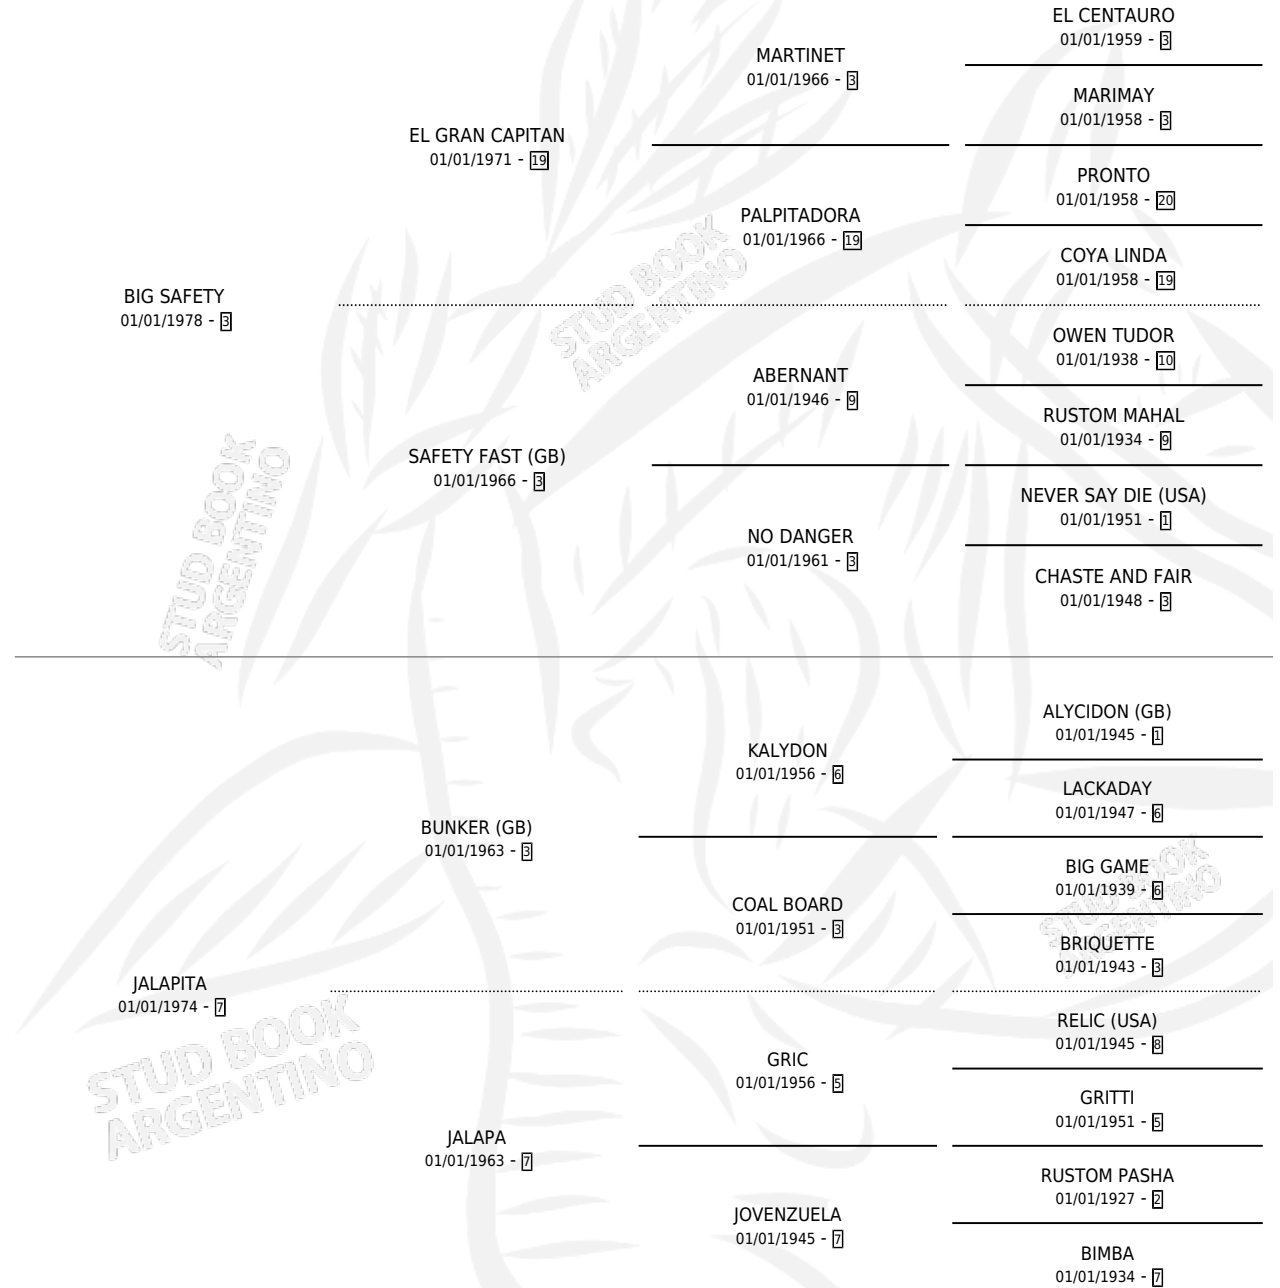 EL CENTAURO
01/01/1959 - 3
MARTINET
01/01/1966 - 3
MARIMAY
01/01/1958 - 3
EL GRAN CAPITAN
01/01/1971 - 19
PRONTO
01/01/1958 - 20
PALPITADORA
01/01/1966 - 19
COYA LINDA
01/01/1958 - 19
BIG SAFETY
01/01/1978 - 3
OWEN TUDOR
01/01/1938 - 10
ABERNANT
01/01/1946 - 9
RUSTOM MAHAL
01/01/1934 - 9
SAFETY FAST (GB)
01/01/1966 - 3
NEVER SAY DIE (USA)
01/01/1951 - 1
NO DANGER
01/01/1961 - 3
CHASTE AND FAIR
01/01/1948 - 3
ALYCIDON (GB)
01/01/1945 - 1
KALYDON
01/01/1956 - 6
LACKADAY
01/01/1947 - 6
BUNKER (GB)
01/01/1963 - 3
BIG GAME
01/01/1939 - 6
COAL BOARD
01/01/1951 - 3
BRIQUETTE
01/01/1943 - 3
JALAPITA
01/01/1974 - 7
RELIC (USA)
01/01/1945 - 8
GRIC
01/01/1956 - 5
GRITTI
01/01/1951 - 5
JALAPA
01/01/1963 - 7
RUSTOM PASHA
01/01/1927 - 2
JOVENZUELA
01/01/1945 - 7
BIMBA
01/01/1934 - 7
STUD BOOK
ARGENTINO
STUD BOOK
ARGENTINO
STUD BOOK
ARGENTINO
STUD BOOK
ARGENTINO